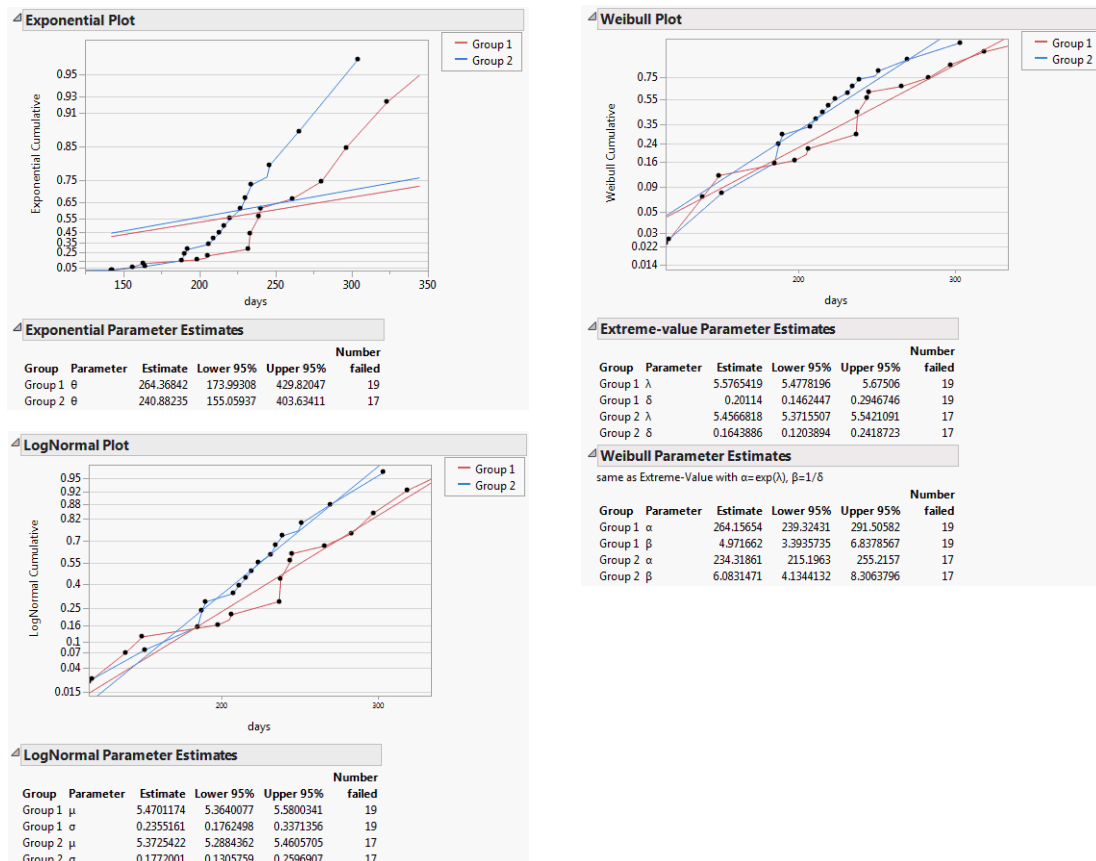 Exponential Plot
Exponential Cumulative
0.95
0.93
0.91
0.85
0.75
0.65
0.55
0.45
0.35
0.25
0.05
150 200 250 300 350
days
Group 1
Group 2
Exponential Parameter Estimates
Number
Group Parameter Estimate Lower 95% Upper 95% failed
Group 1 θ 264.36842 173.99308 429.82047 19
Group 2 θ 240.88235 155.05937 403.63411 17
LogNormal Plot
LogNormal Cumulative
0.95
0.92
0.88
0.82
0.7
0.55
0.4
0.25
0.16
0.1
0.07
0.04
0.015
200 300
days
Group 1
Group 2
LogNormal Parameter Estimates
Number
Group Parameter Estimate Lower 95% Upper 95% failed
Group 1 μ 5.4701174 5.3640077 5.5800341 19
Group 1 σ 0.2355161 0.1762498 0.3371356 19
Group 2 μ 5.3725422 5.2884362 5.4605705 17
Group 2 σ 0.1772001 0.1305759 0.2596907 17
Weibull Plot
Weibull Cumulative
0.75
0.55
0.35
0.24
0.16
0.09
0.05
0.03
0.022
0.014
200 300
days
Group 1
Group 2
Extreme-value Parameter Estimates
Number
Group Parameter Estimate Lower 95% Upper 95% failed
Group 1 λ 5.5765419 5.4778196 5.67506 19
Group 1 δ 0.20114 0.1462447 0.2946746 19
Group 2 λ 5.4566818 5.3715507 5.5421091 17
Group 2 δ 0.1643886 0.1203894 0.2418723 17
Weibull Parameter Estimates
same as Extreme-Value with α=exp(λ), β=1/δ
Number
Group Parameter Estimate Lower 95% Upper 95% failed
Group 1 α 264.15654 239.32431 291.50582 19
Group 1 β 4.971662 3.3935735 6.8378567 19
Group 2 α 234.31861 215.1963 255.2157 17
Group 2 β 6.0831471 4.1344132 8.3063796 17